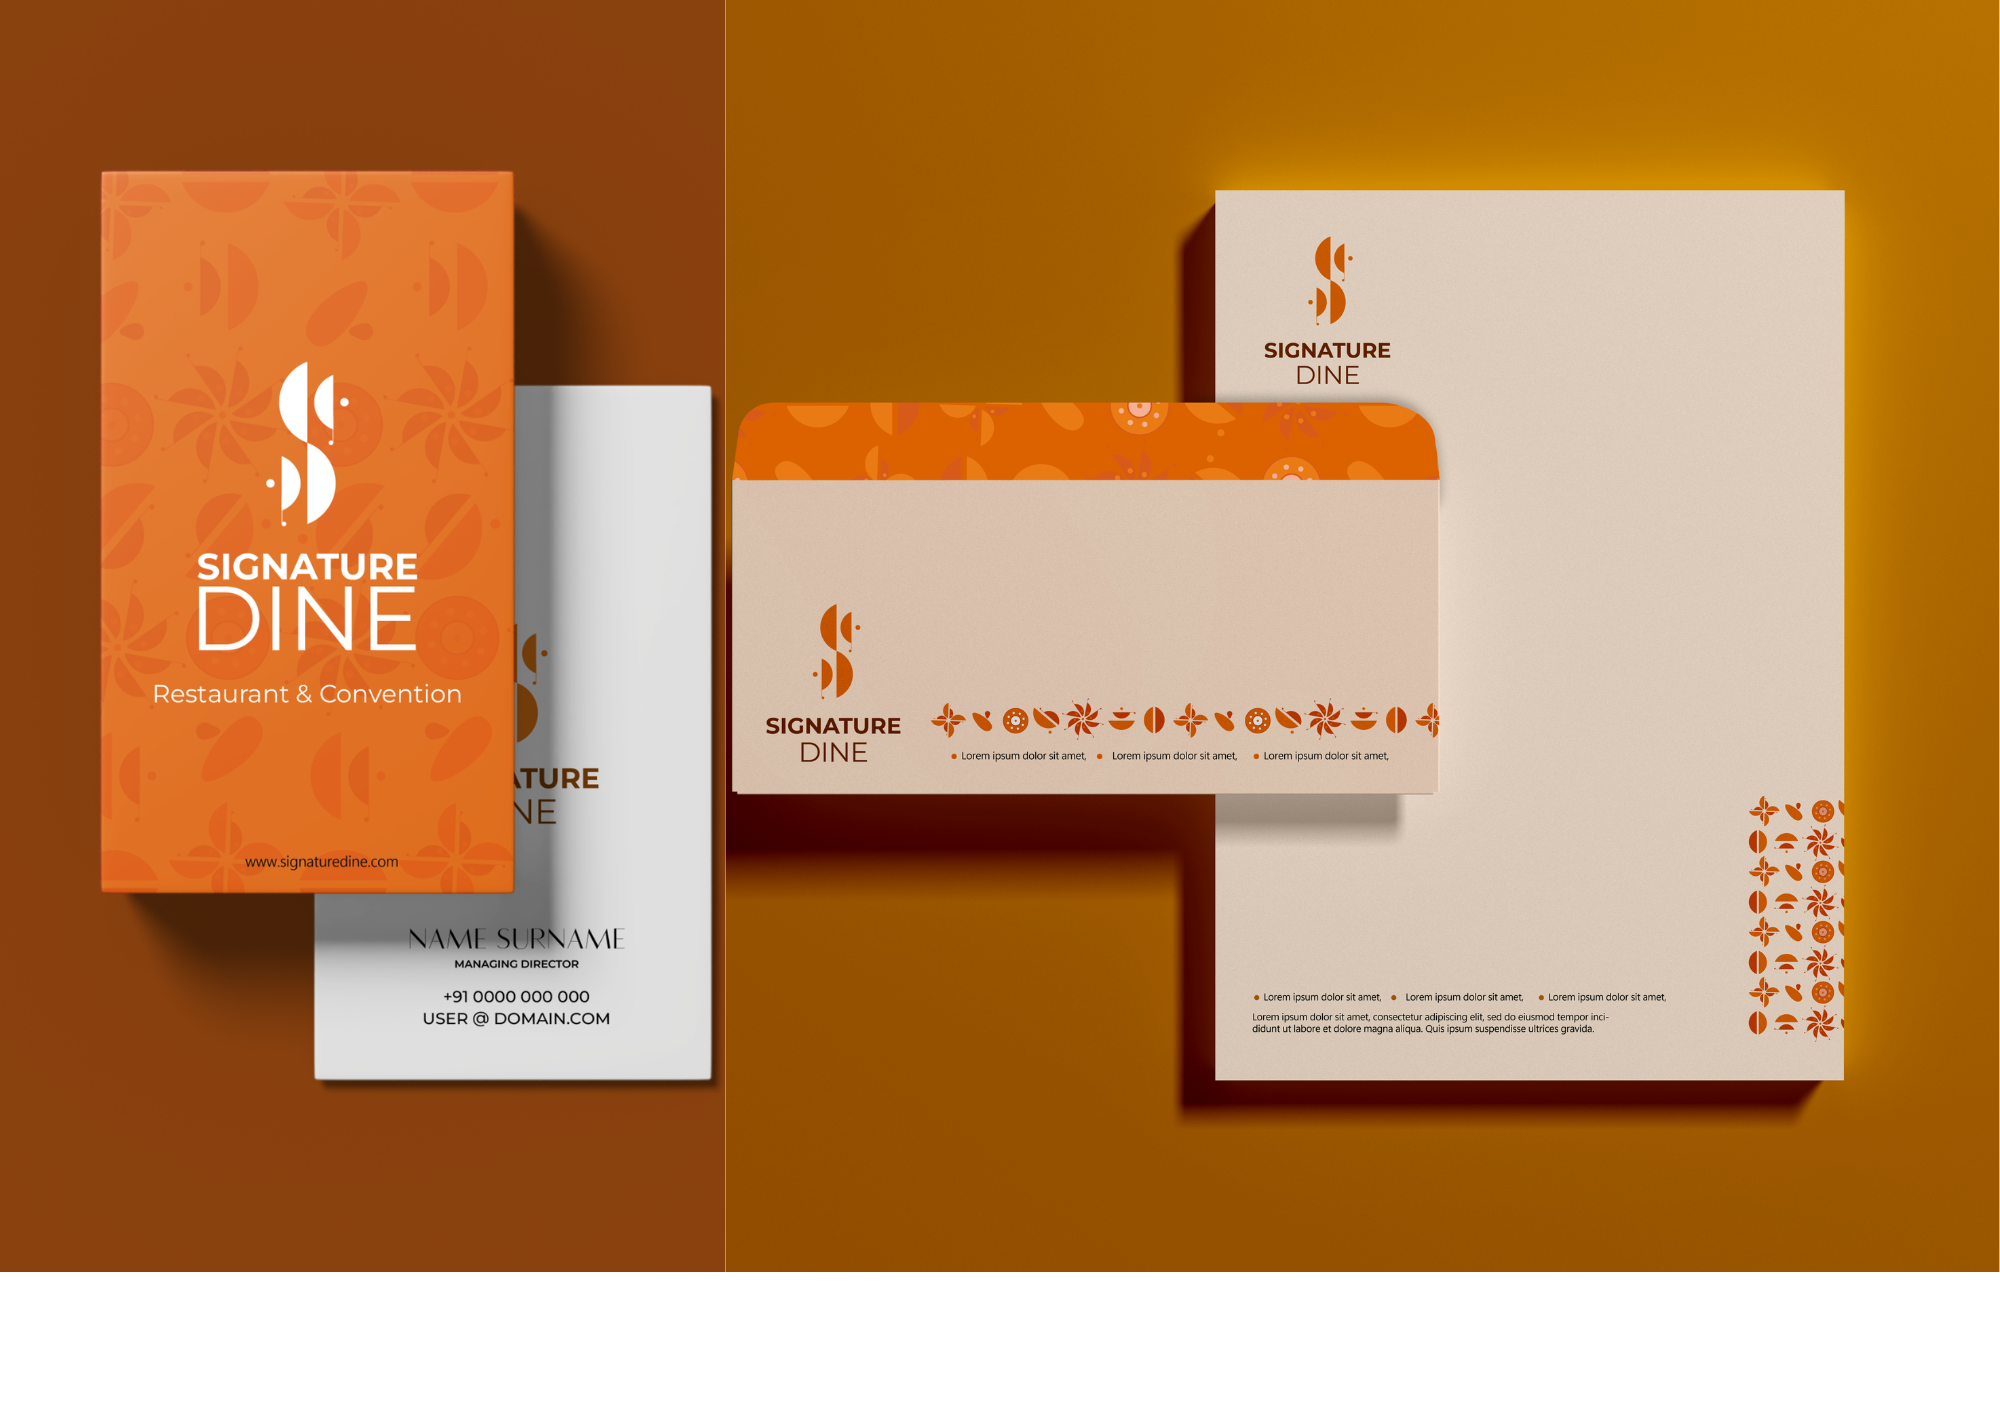 SIGNATURE
DINE
Restaurant & Convention
www.signaturedine.com
NAME SURNAME
MANAGING DIRECTOR
+91 0000 000 000
USER @ DOMAIN.COM
SIGNATURE
DINE
Lorem ipsum dolor sit amet, Lorem ipsum dolor sit amet, Lorem ipsum dolor sit amet,
SIGNATURE
DINE
Lorem ipsum dolor sit amet, Lorem ipsum dolor sit amet, Lorem ipsum dolor sit amet,
Lorem ipsum dolor sit amet, consectetur adipiscing elit, sed do eiusmod tempor inci-
didunt ut labore et dolore magna aliqua. Quis ipsum suspendisse ultrices gravida.